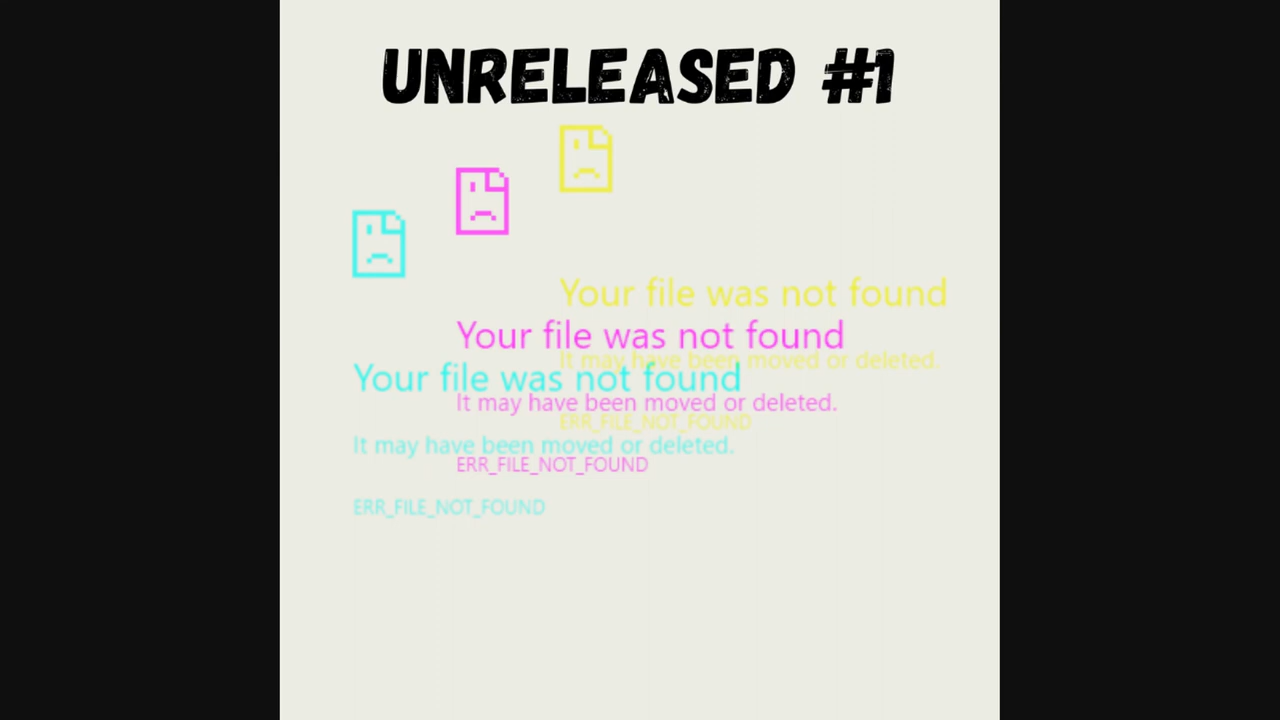 UNRELEASED #1
Your file was not found
Your file was not found
It may have been moved or deleted.
Your file was not found
It may have been moved or deleted.
ERR_FILE_NOT_FOUND
It may have been moved or deleted.
ERR_FILE_NOT_FOUND
ERR_FILE_NOT_FOUND